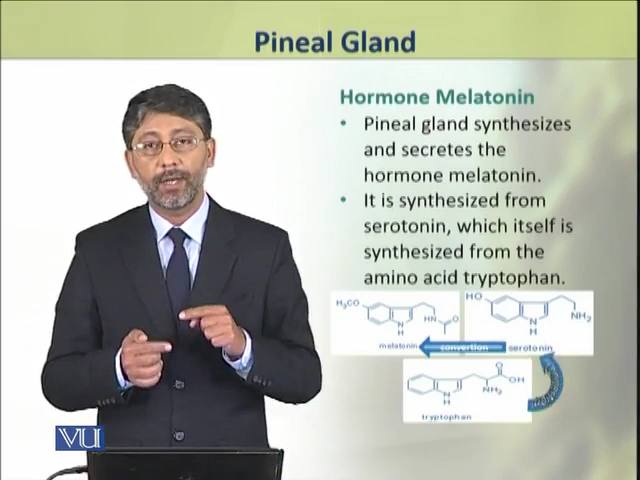 Pineal Gland
Hormone Melatonin
• Pineal gland synthesizes
and secretes the
hormone melatonin.
• It is synthesized from
serotonin, which itself is
synthesized from the
amino acid tryptophan.
H₃CO
HN
O
N
H
melatonin
convertion
HO
NH₂
N
H
serotonin
O
OH
NH₂
N
H
tryptophan
VU